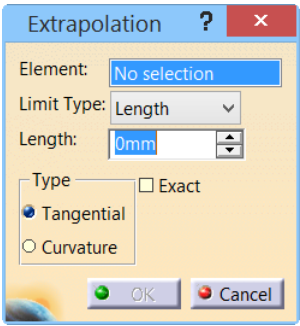 Extrapolation ? ×
Element: No selection
Limit Type: Length
Length: 0mm
Type
Exact
Tangential
Curvature
OK Cancel